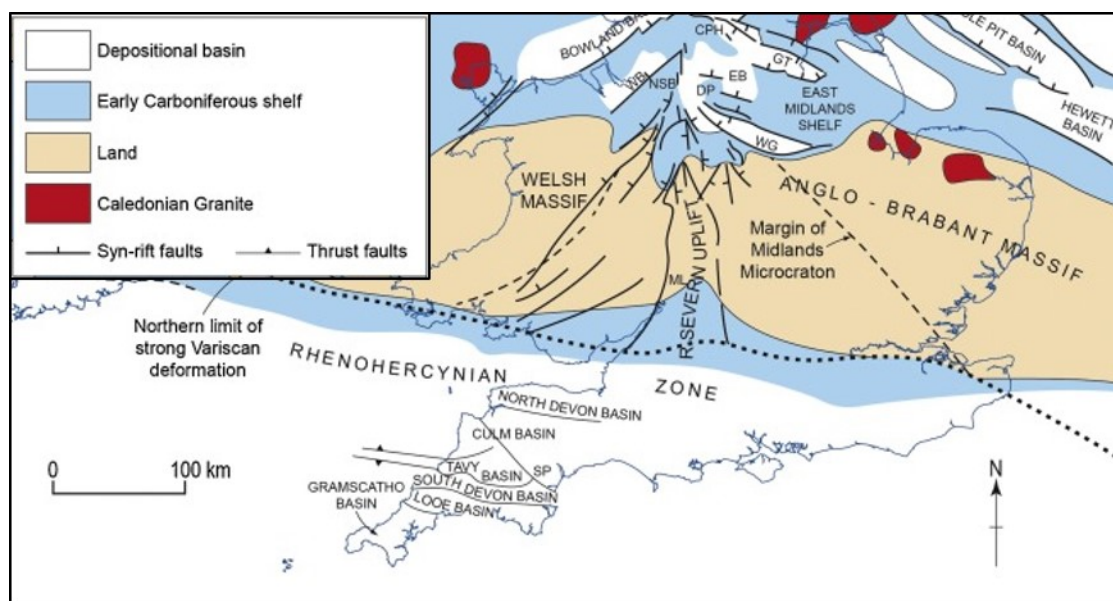 Depositional basin
Early Carboniferous shelf
Land
Caledonian Granite
Syn-rift faults
Thrust faults
BOWLAND
CPH
OLE PIT BASIN
GT
WB
NSB
EB
DP
EAST
MIDLANDS
SHELF
HEWETT
BASIN
WG
WELSH
MASSIF
ANGLO - BRABANT MASSIF
R. SEVERN UPLIFT
Margin of
Midlands
Microcraton
ML
Northern limit of
strong Variscan
deformation
RHENOHERCYNIAN
ZONE
NORTH DEVON BASIN
CULM BASIN
0
100 km
TAVY
BASIN
SP
SOUTH DEVON BASIN
GRAMSCATHO
BASIN
LOOE BASIN
N